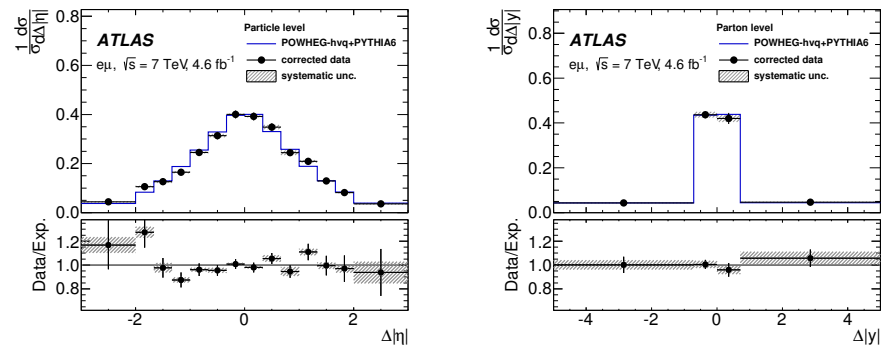 1/σ dσ/dΔ|η|
Particle level
ATLAS
POWHEG-hvq+PYTHIA6
eμ, √s = 7 TeV, 4.6 fb-1
corrected data
systematic unc.
0.8
0.6
0.4
0.2
0.0
Data/Exp.
1.2
1.0
0.8
-2 0 2
Δ|η|
1/σ dσ/dΔ|y|
Parton level
ATLAS
POWHEG-hvq+PYTHIA6
eμ, √s = 7 TeV, 4.6 fb-1
corrected data
systematic unc.
0.8
0.6
0.4
0.2
0.0
Data/Exp.
1.2
1.0
0.8
-4 -2 0 2 4
Δ|y|